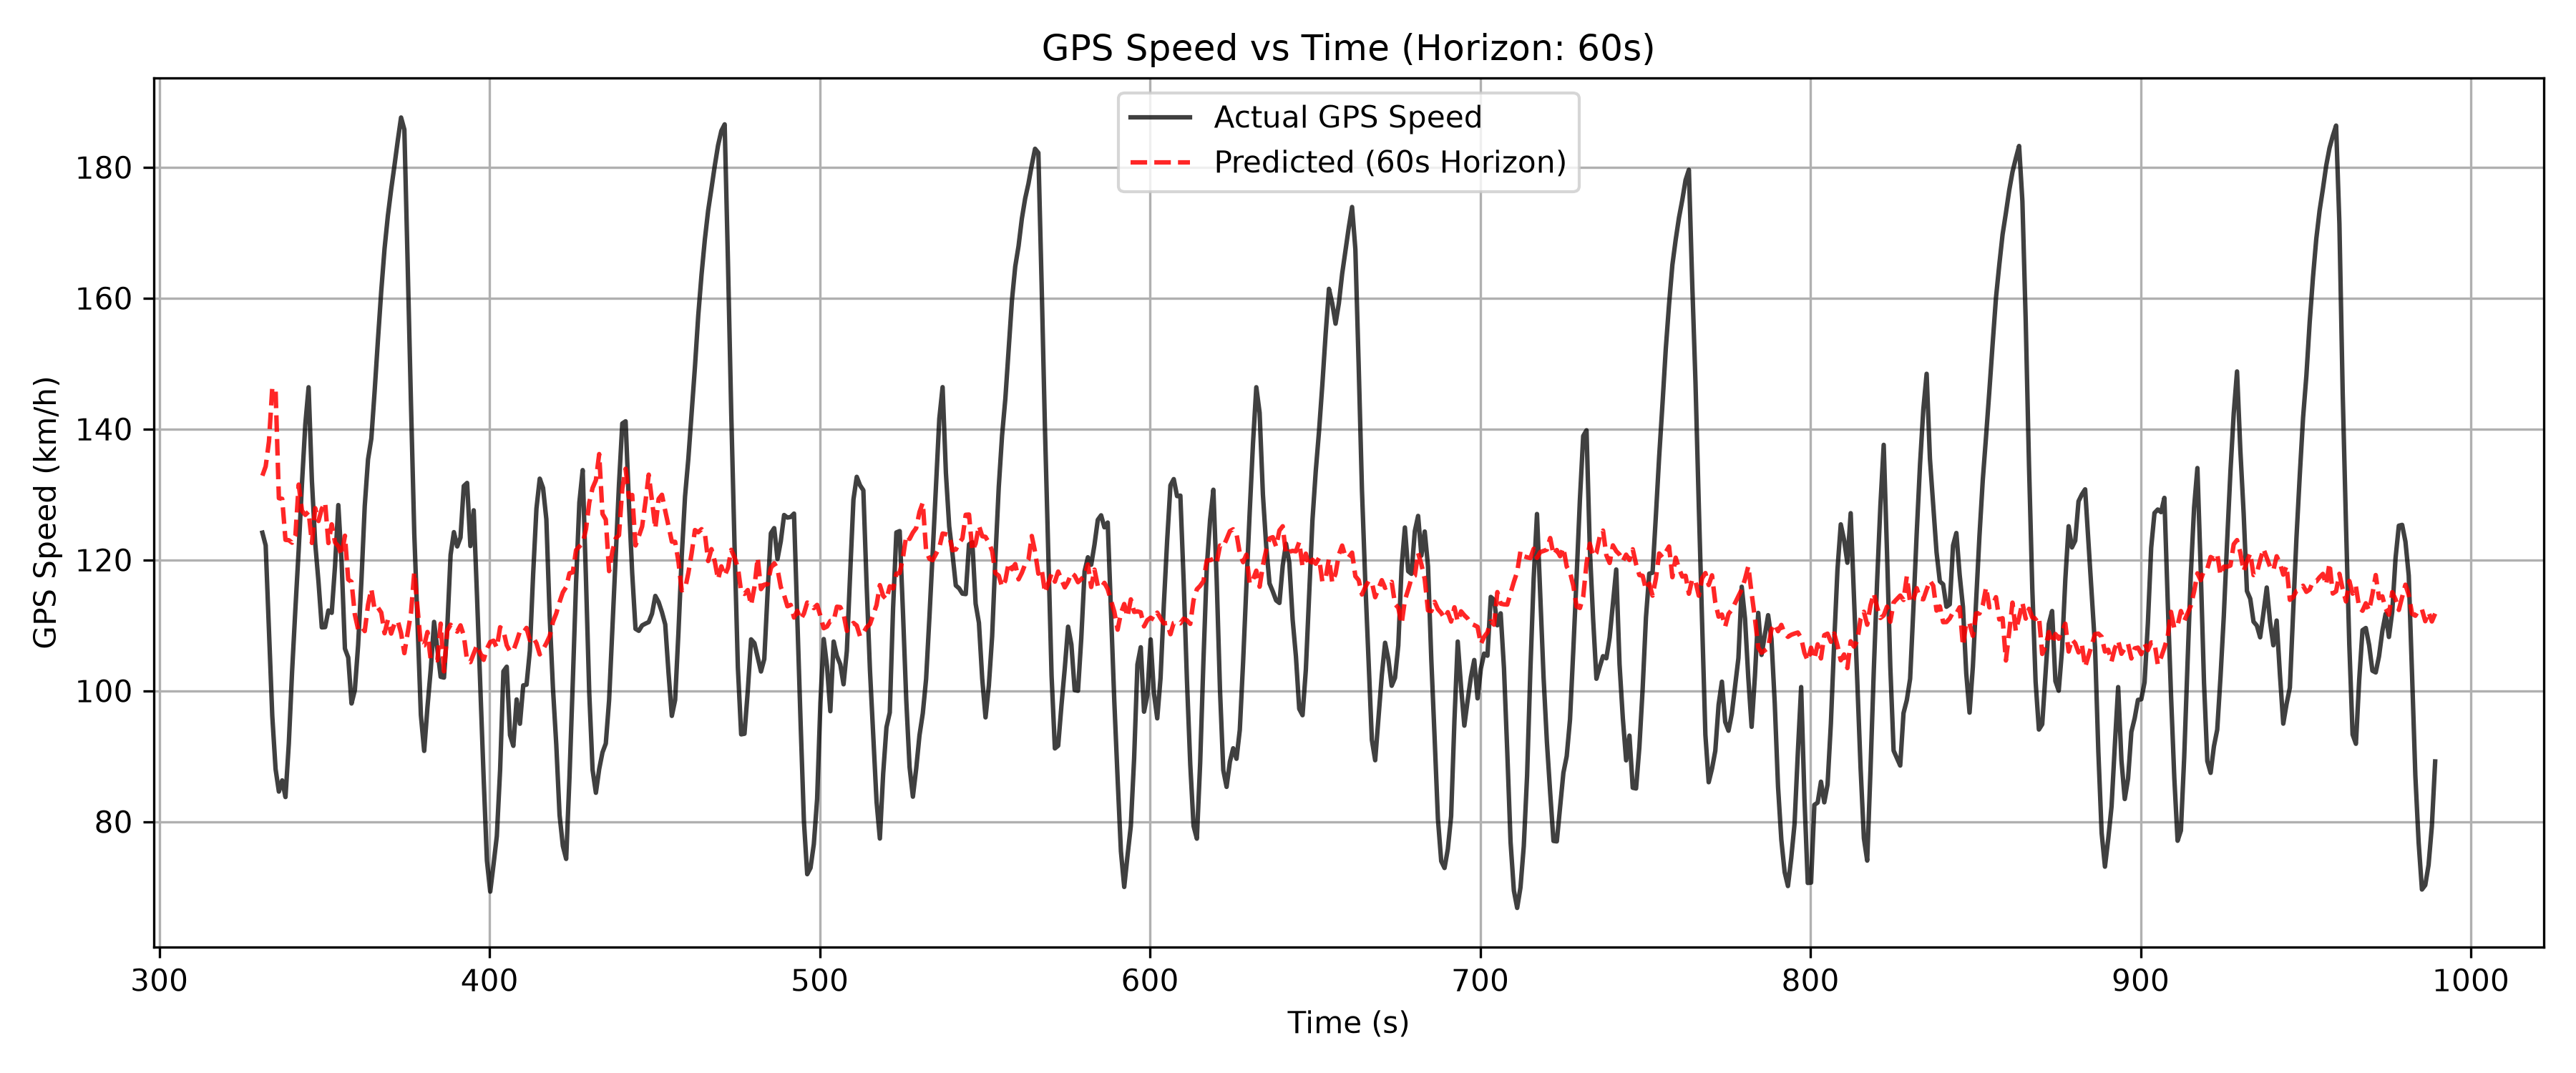 GPS Speed vs Time (Horizon: 60s)
Actual GPS Speed
Predicted (60s Horizon)
GPS Speed (km/h)
180
160
140
120
100
80
300 400 500 600 700 800 900 1000
Time (s)